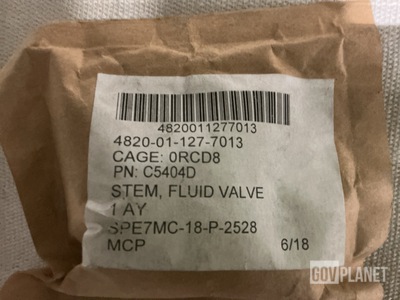 4820011277013
4820-01-127-7013
CAGE: 0RCD8
PN: C5404D
STEM, FLUID VALVE
1 AY
SPE7MC-18-P-2528
MCP 6/18
GOVPLANET